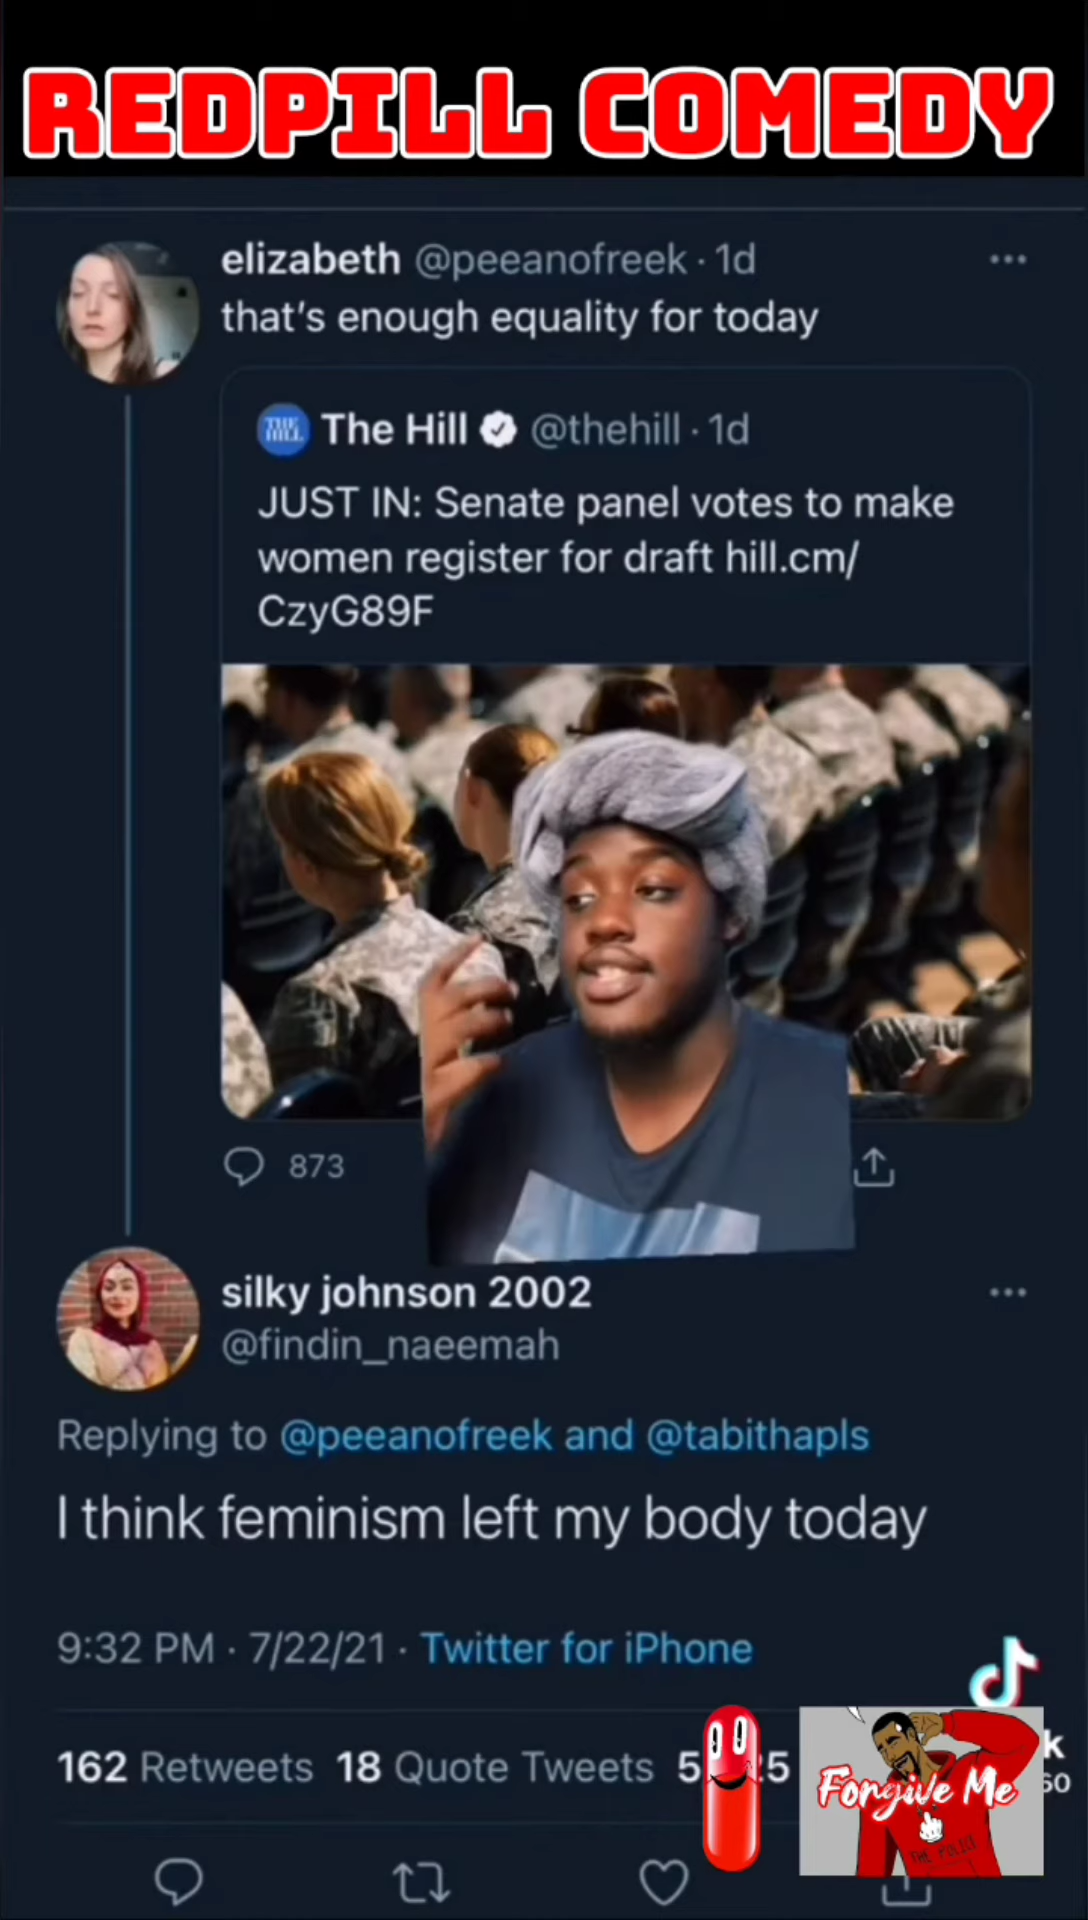 REDPILL COMEDY
elizabeth @peeanofreek · 1d
that's enough equality for today
THE HILL
The Hill @thehill · 1d
JUST IN: Senate panel votes to make
women register for draft hill.cm/
CzyG89F
873
silky johnson 2002
@findin_naeemah
Replying to @peeanofreek and @tabithapls
I think feminism left my body today
9:32 PM · 7/22/21 · Twitter for iPhone
162 Retweets 18 Quote Tweets
Forgive Me